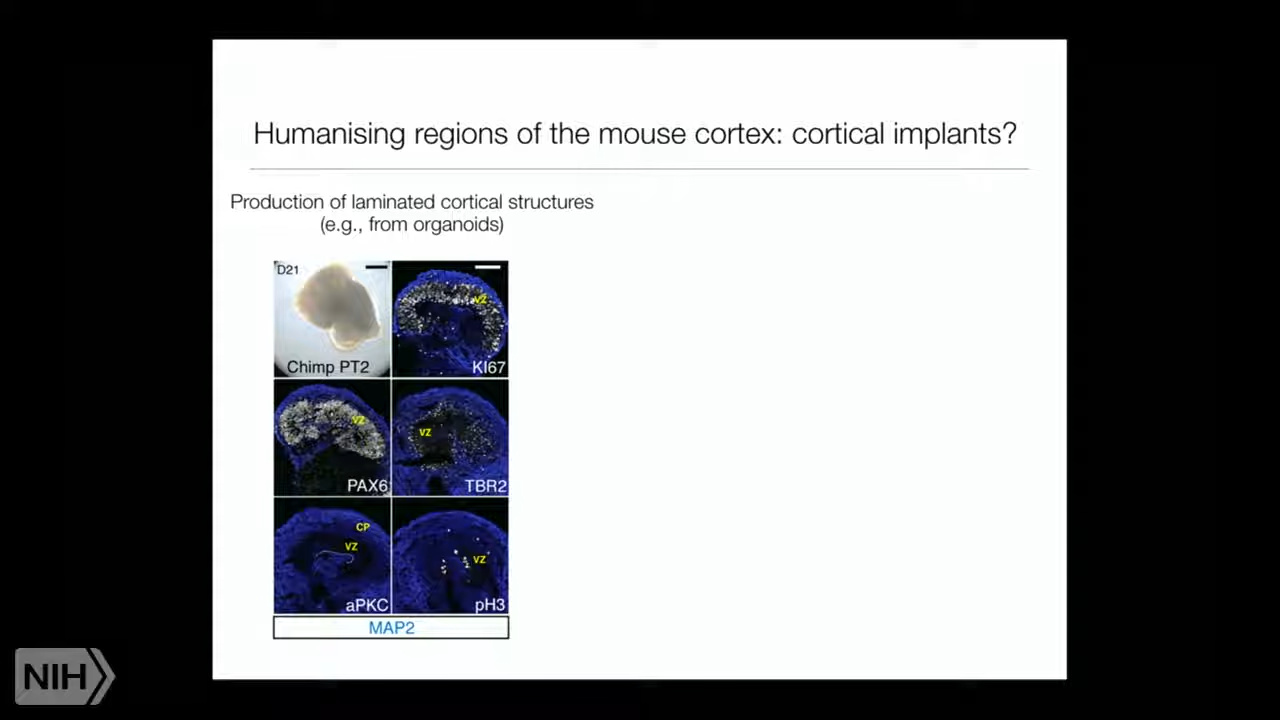 Humanising regions of the mouse cortex: cortical implants?
Production of laminated cortical structures
(e.g., from organoids)
D21
Chimp PT2
VZ
KI67
VZ
PAX6
VZ
TBR2
CP
VZ
aPKC
VZ
pH3
MAP2
NIH